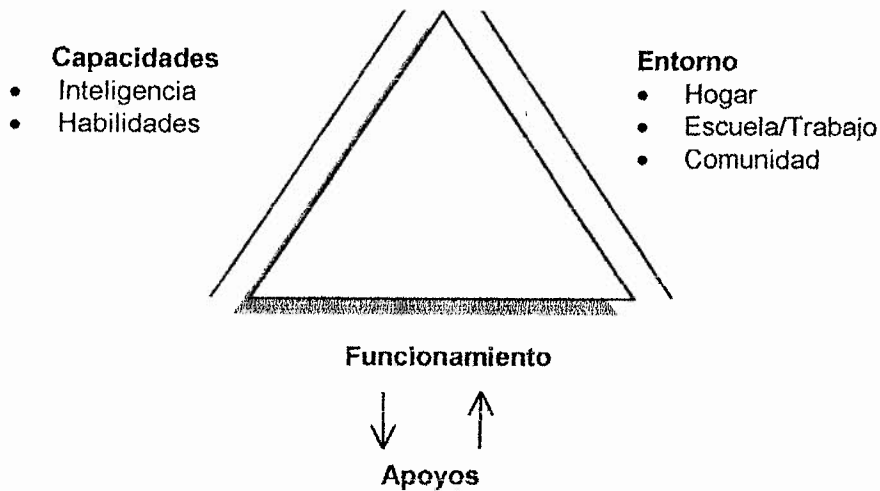 Capacidades
• Inteligencia
• Habilidades
Entorno
• Hogar
• Escuela/Trabajo
• Comunidad
Funcionamiento
Apoyos